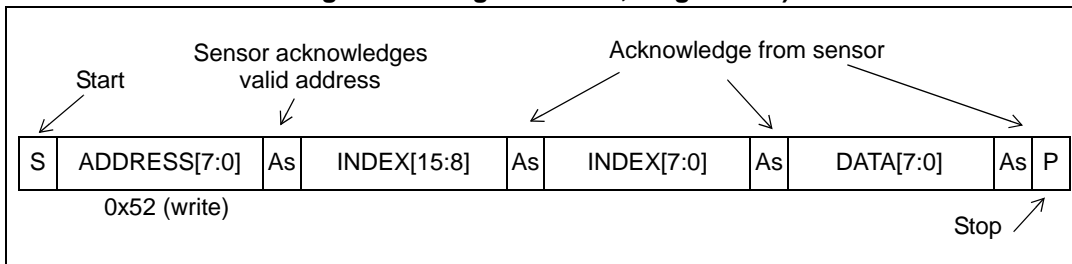 Sensor acknowledges
valid address
Acknowledge from sensor
Start
S ADDRESS[7:0] As INDEX[15:8] As INDEX[7:0] As DATA[7:0] As P
0x52 (write)
Stop